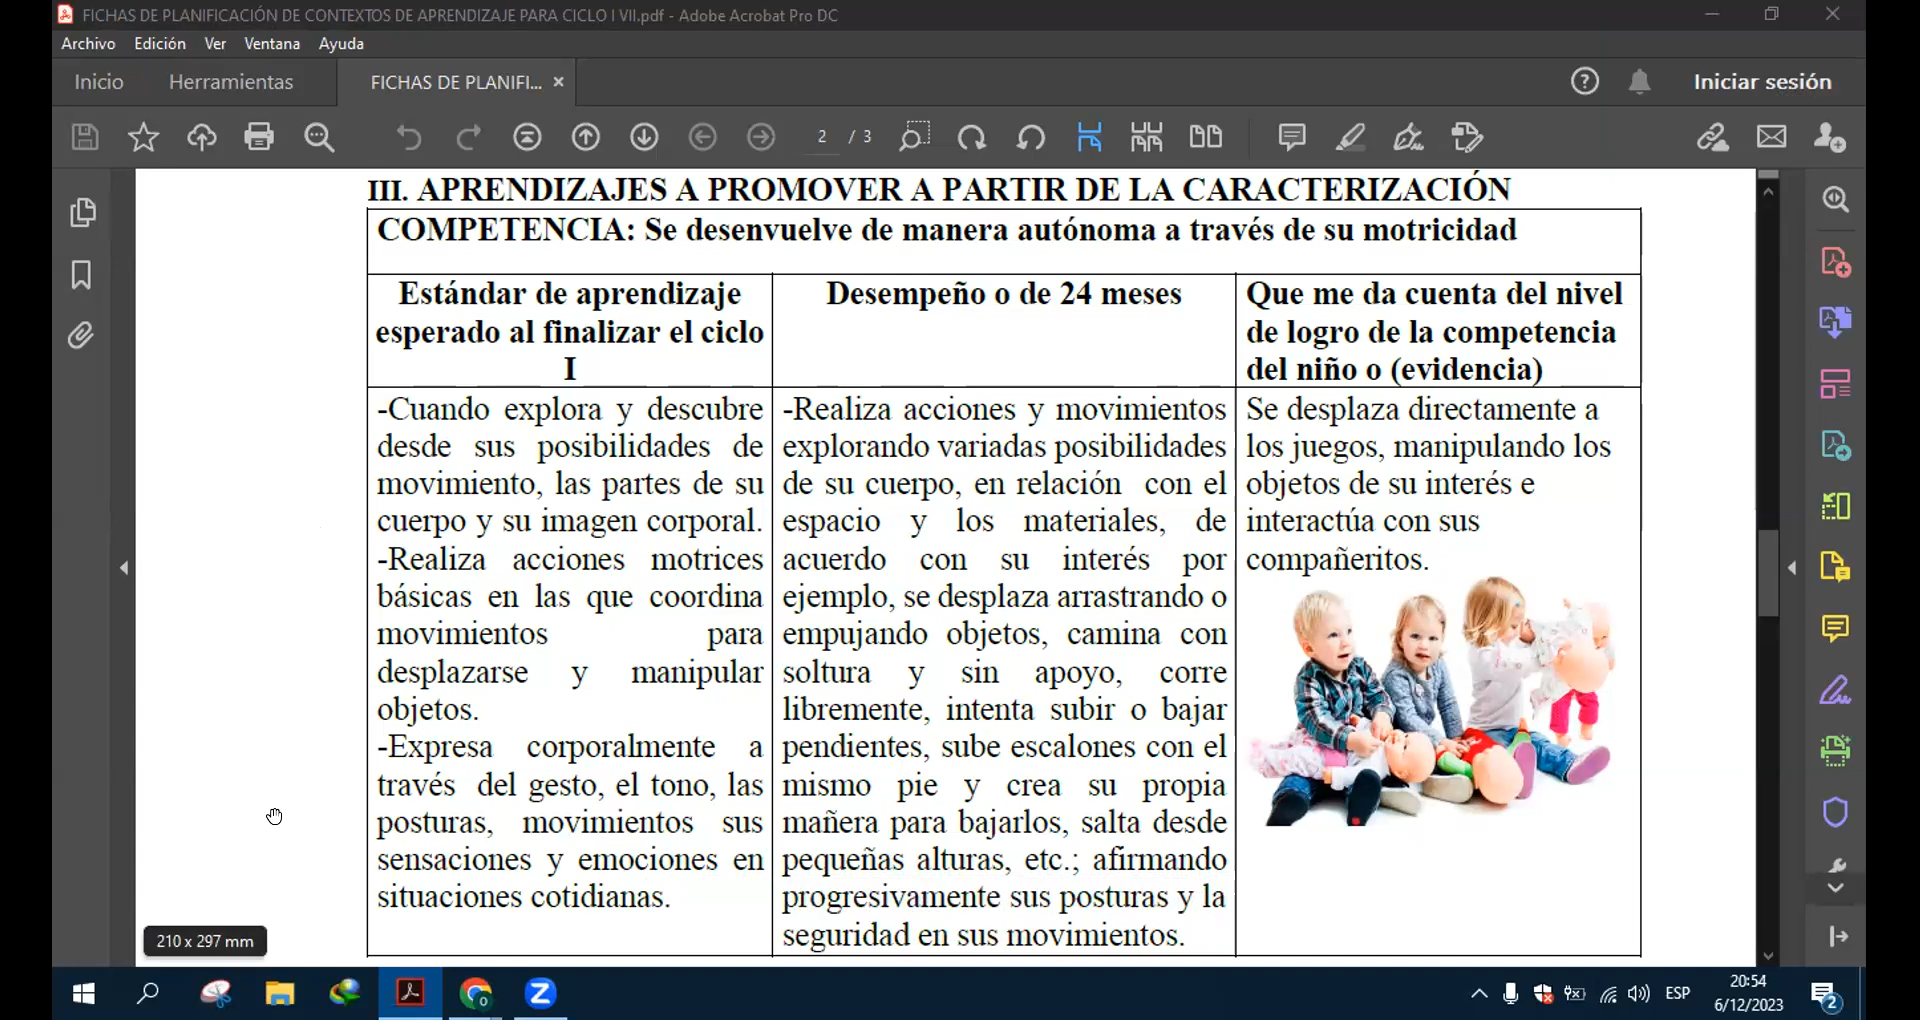 FICHAS DE PLANIFICACIÓN DE CONTEXTOS DE APRENDIZAJE PARA CICLO I VII.pdf - Adobe Acrobat Pro DC
Archivo Edición Ver Ventana Ayuda
Inicio Herramientas FICHAS DE PLANIFI... × Iniciar sesión
2 / 3
III. APRENDIZAJES A PROMOVER A PARTIR DE LA CARACTERIZACIÓN
COMPETENCIA: Se desenvuelve de manera autónoma a través de su motricidad
Estándar de aprendizaje
esperado al finalizar el ciclo
I
Desempeño o de 24 meses
Que me da cuenta del nivel
de logro de la competencia
del niño o (evidencia)
-Cuando explora y descubre
desde sus posibilidades de
movimiento, las partes de su
cuerpo y su imagen corporal.
-Realiza acciones motrices
básicas en las que coordina
movimientos para
desplazarse y manipular
objetos.
-Expresa corporalmente a
través del gesto, el tono, las
posturas, movimientos sus
sensaciones y emociones en
situaciones cotidianas.
-Realiza acciones y movimientos
explorando variadas posibilidades
de su cuerpo, en relación con el
espacio y los materiales, de
acuerdo con su interés por
ejemplo, se desplaza arrastrando o
empujando objetos, camina con
soltura y sin apoyo, corre
libremente, intenta subir o bajar
pendientes, sube escalones con el
mismo pie y crea su propia
mañera para bajarlos, salta desde
pequeñas alturas, etc.; afirmando
progresivamente sus posturas y la
seguridad en sus movimientos.
Se desplaza directamente a
los juegos, manipulando los
objetos de su interés e
interactúa con sus
compañeritos.
210 x 297 mm
ESP
20:54
6/12/2023
2